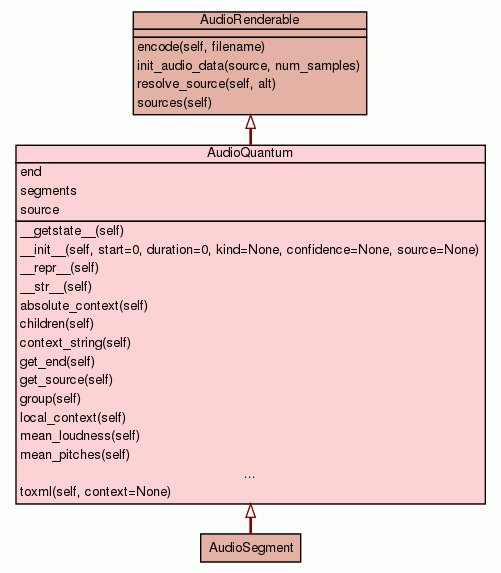 AudioRenderable
encode(self, filename)
init_audio_data(source, num_samples)
resolve_source(self, alt)
sources(self)
AudioQuantum
end
segments
source
__getstate__(self)
__init__(self, start=0, duration=0, kind=None, confidence=None, source=None)
__repr__(self)
__str__(self)
absolute_context(self)
children(self)
context_string(self)
get_end(self)
get_source(self)
group(self)
local_context(self)
mean_loudness(self)
mean_pitches(self)
...
toxml(self, context=None)
AudioSegment